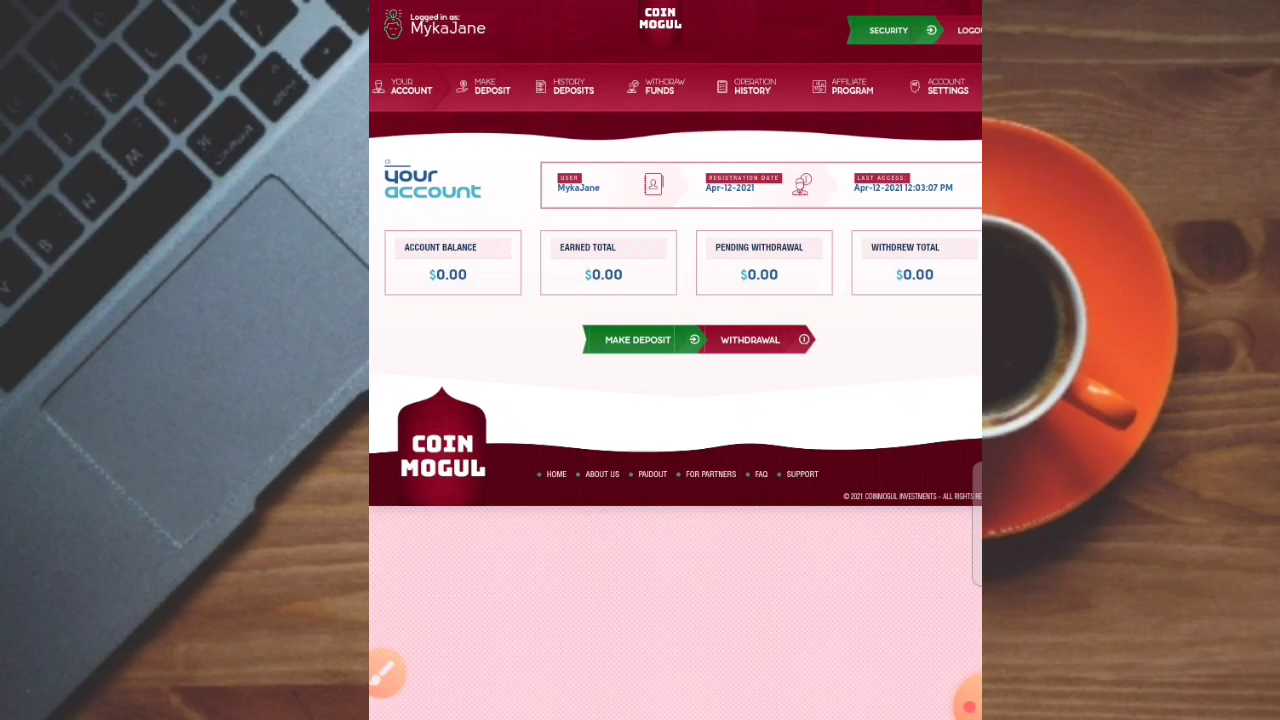 Logged in as:
MykaJane
COIN
MOGUL
SECURITY
YOUR
ACCOUNT
MAKE
DEPOSIT
HISTORY
DEPOSITS
WITHDRAW
FUNDS
OPERATION
HISTORY
AFFILIATE
PROGRAM
ACCOUNT
SETTINGS
01
your
account
USER
MykaJane
REGISTRATION DATE
Apr-12-2021
LAST ACCESS:
Apr-12-2021 12:03:07 PM
ACCOUNT BALANCE
$0.00
EARNED TOTAL
$0.00
PENDING WITHDRAWAL
$0.00
WITHDREW TOTAL
$0.00
MAKE DEPOSIT
WITHDRAWAL
COIN
MOGUL
HOME
ABOUT US
PAIDOUT
FOR PARTNERS
FAQ
SUPPORT
© 2021 COINMOGUL INVESTMENTS - ALL RIGHTS